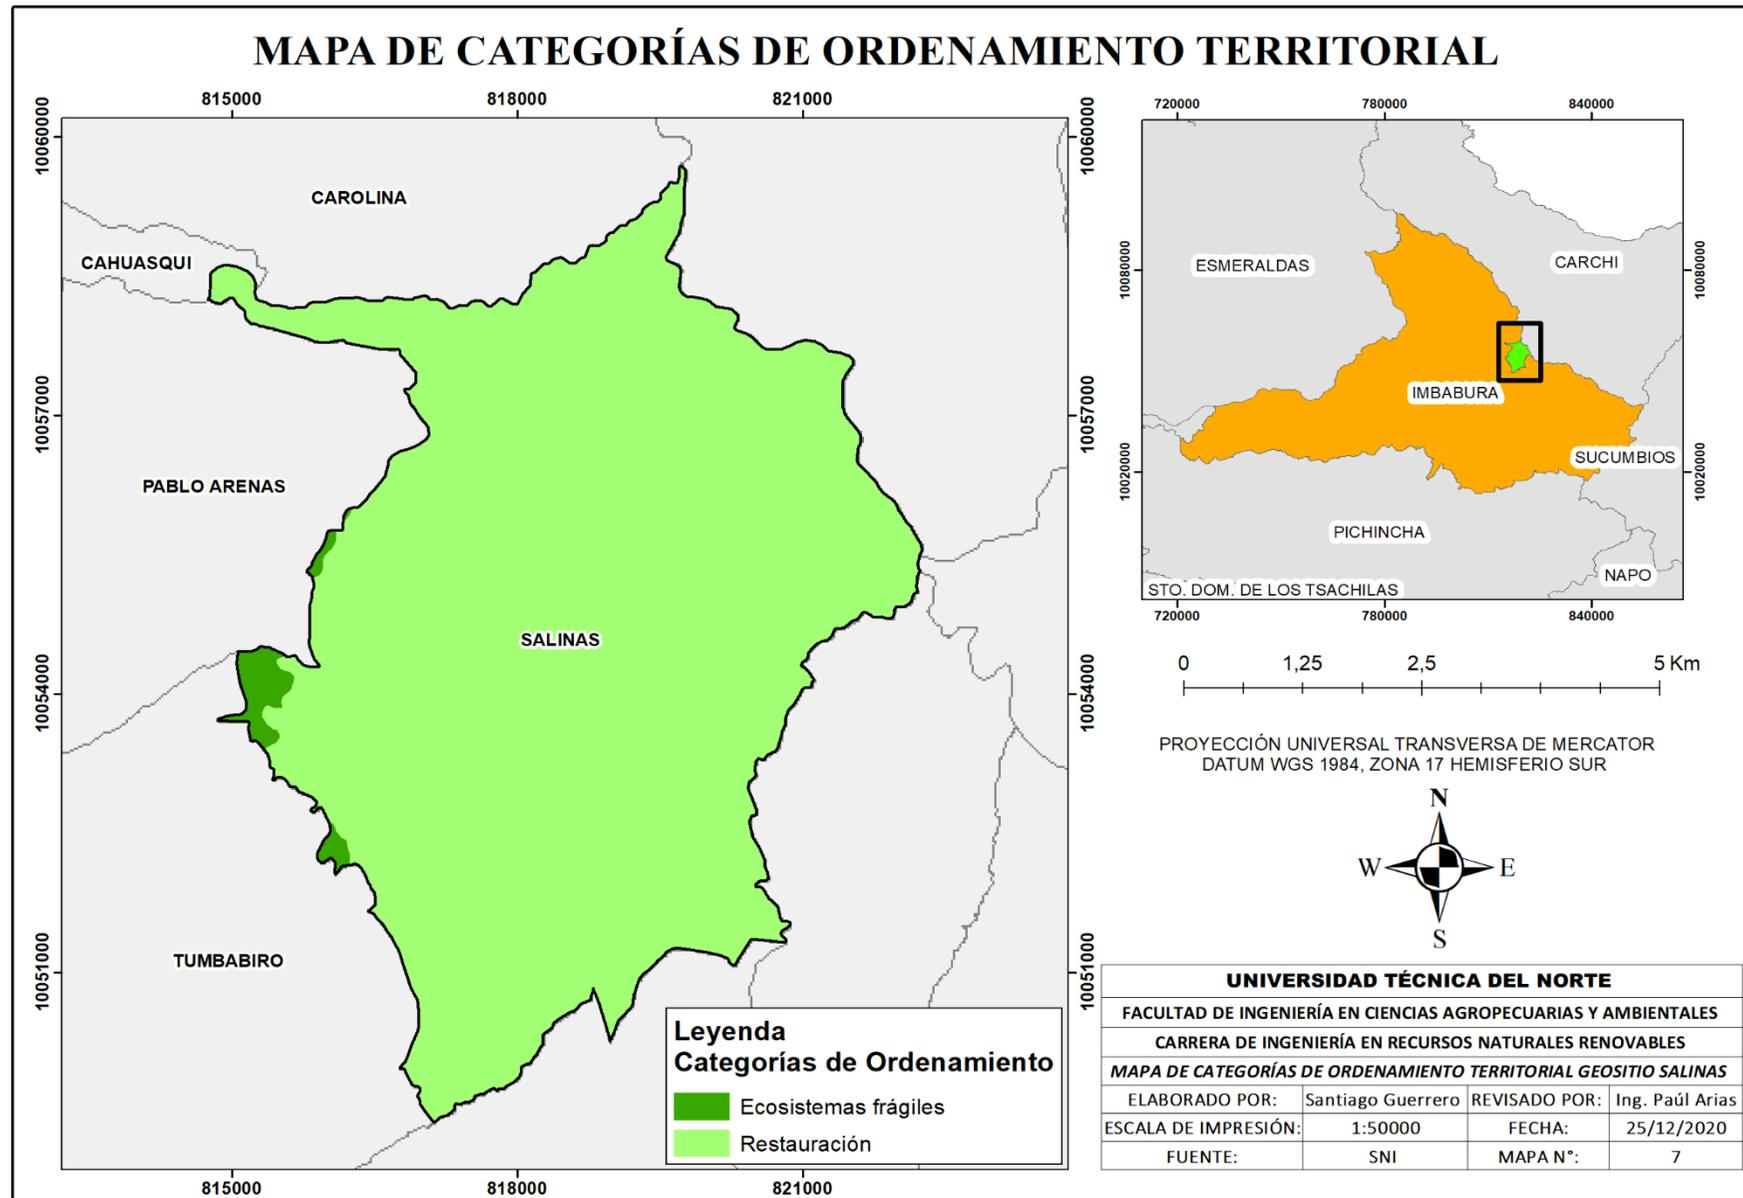 MAPA DE CATEGORÍAS DE ORDENAMIENTO TERRITORIAL
815000 818000 821000
10060000 10057000 10054000 10051000
CAROLINA
CAHUASQUI
PABLO ARENAS
SALINAS
TUMBABIRO
Leyenda
Categorías de Ordenamiento
Ecosistemas frágiles
Restauración
10060000 10057000 10054000 10051000
815000 818000 821000
720000 780000 840000
10080000 10020000
ESMERALDAS
CARCHI
IMBABURA
SUCUMBIOS
PICHINCHA
NAPO
STO. DOM. DE LOS TSACHILAS
10080000 10020000
720000 780000 840000
0 1,25 2,5 5 Km
PROYECCIÓN UNIVERSAL TRANSVERSA DE MERCATOR
DATUM WGS 1984, ZONA 17 HEMISFERIO SUR
N
W E
S
UNIVERSIDAD TÉCNICA DEL NORTE
FACULTAD DE INGENIERÍA EN CIENCIAS AGROPECUARIAS Y AMBIENTALES
CARRERA DE INGENIERÍA EN RECURSOS NATURALES RENOVABLES
MAPA DE CATEGORÍAS DE ORDENAMIENTO TERRITORIAL GEOSITIO SALINAS
ELABORADO POR: Santiago Guerrero REVISADO POR: Ing. Paúl Arias
ESCALA DE IMPRESIÓN: 1:50000 FECHA: 25/12/2020
FUENTE: SNI MAPA N°: 7